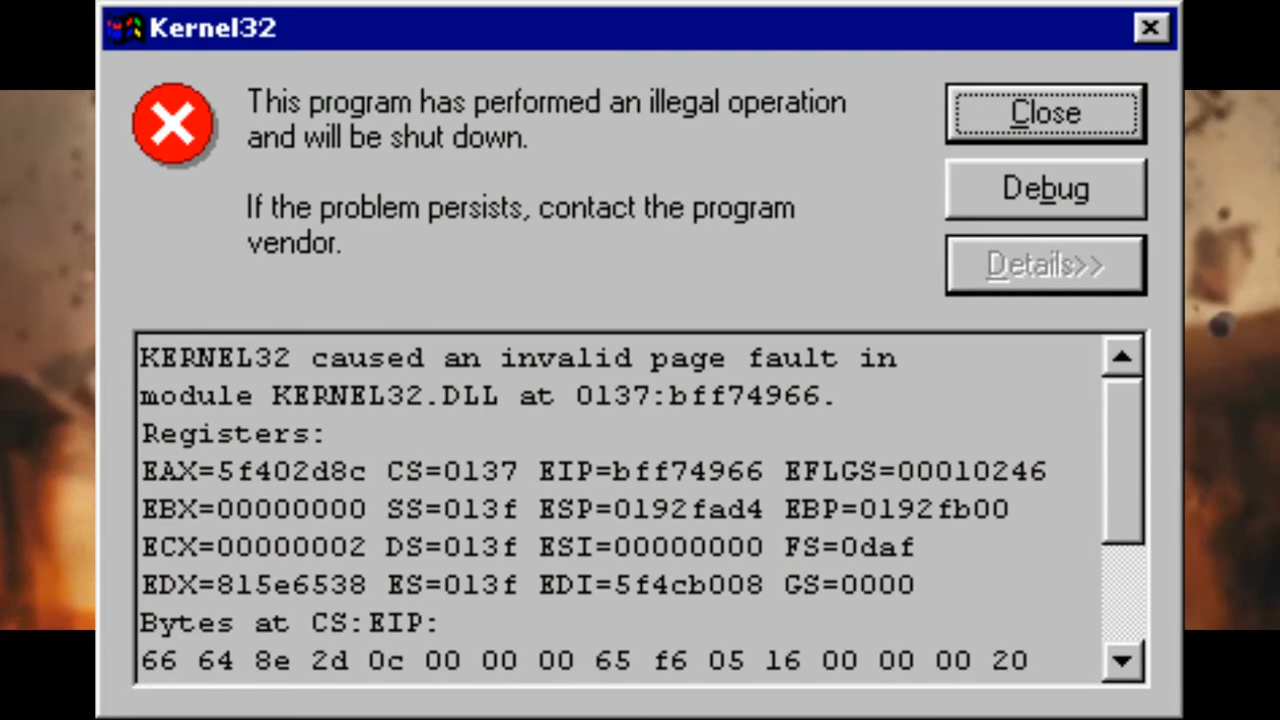 Kernel32
This program has performed an illegal operation
and will be shut down.
If the problem persists, contact the program
vendor.
Close
Debug
Details>>
KERNEL32 caused an invalid page fault in
module KERNEL32.DLL at 0137:bff74966.
Registers:
EAX=5f402d8c CS=0137 EIP=bff74966 EFLGS=00010246
EBX=00000000 SS=013f ESP=0192fad4 EBP=0192fb00
ECX=00000002 DS=013f ESI=00000000 FS=0daf
EDX=815e6538 ES=013f EDI=5f4cb008 GS=0000
Bytes at CS:EIP:
66 64 8e 2d 0c 00 00 00 65 f6 05 16 00 00 00 20